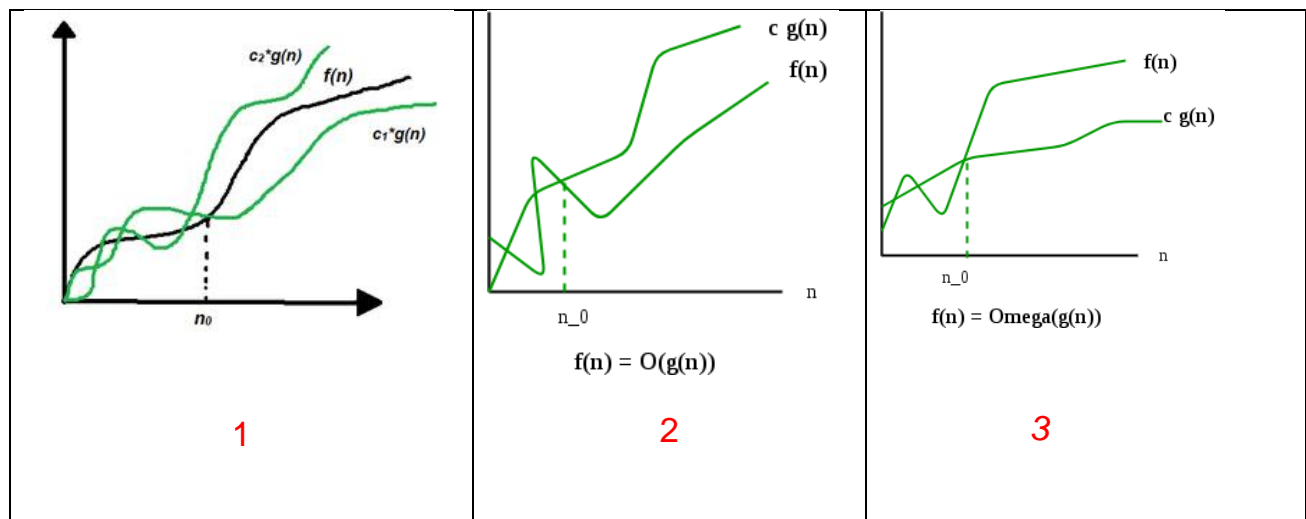 c₂*g(n)
f(n)
c₁*g(n)
n₀
1
c g(n)
f(n)
n
n_0
f(n) = O(g(n))
2
f(n)
c g(n)
n
n_0
f(n) = Omega(g(n))
3